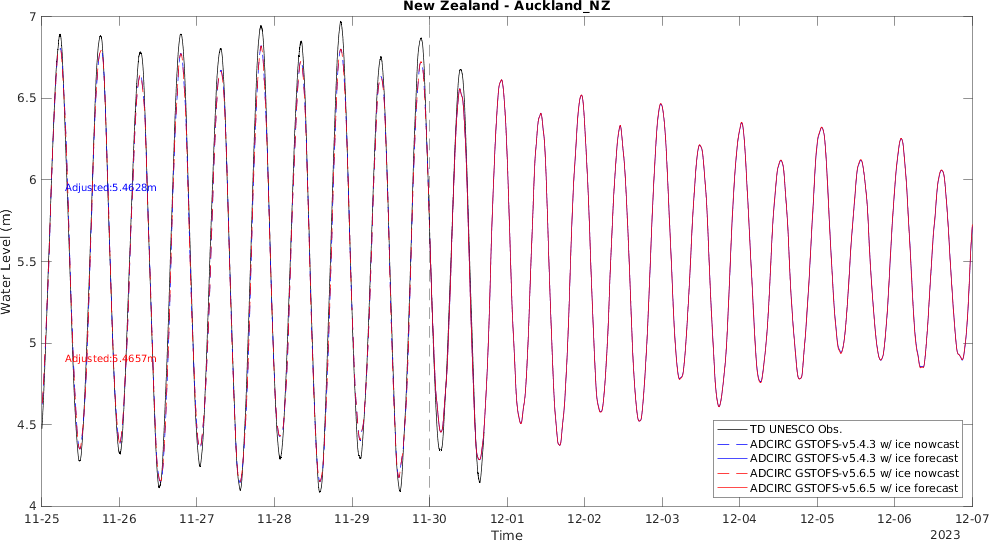 New Zealand - Auckland_NZ
7
6.5
6
5.5
5
4.5
4
Water Level (m)
Adjusted:5.4628m
Adjusted:5.4657m
TD UNESCO Obs.
ADCIRC GSTOFS-v5.4.3 w/ ice nowcast
ADCIRC GSTOFS-v5.4.3 w/ ice forecast
ADCIRC GSTOFS-v5.6.5 w/ ice nowcast
ADCIRC GSTOFS-v5.6.5 w/ ice forecast
11-25 11-26 11-27 11-28 11-29 11-30 12-01 12-02 12-03 12-04 12-05 12-06 12-07
Time
2023